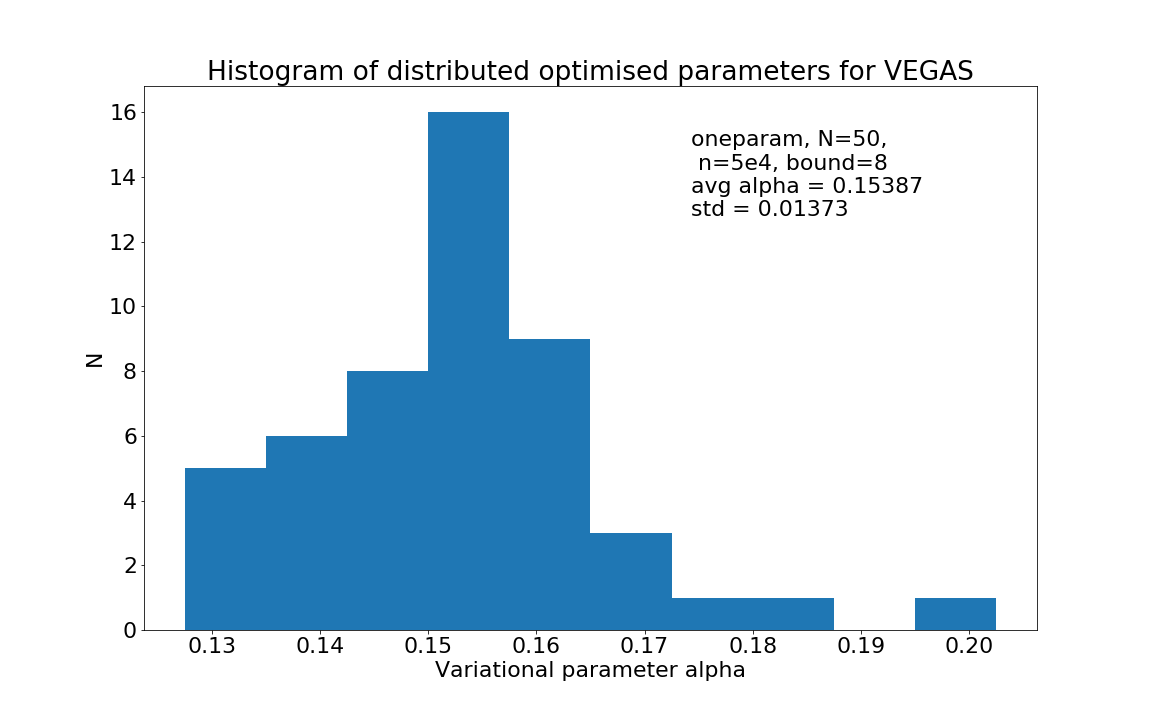 Histogram of distributed optimised parameters for VEGAS
16
14
12
10
8
6
4
2
0
N
oneparam, N=50,
n=5e4, bound=8
avg alpha = 0.15387
std = 0.01373
0.13 0.14 0.15 0.16 0.17 0.18 0.19 0.20
Variational parameter alpha